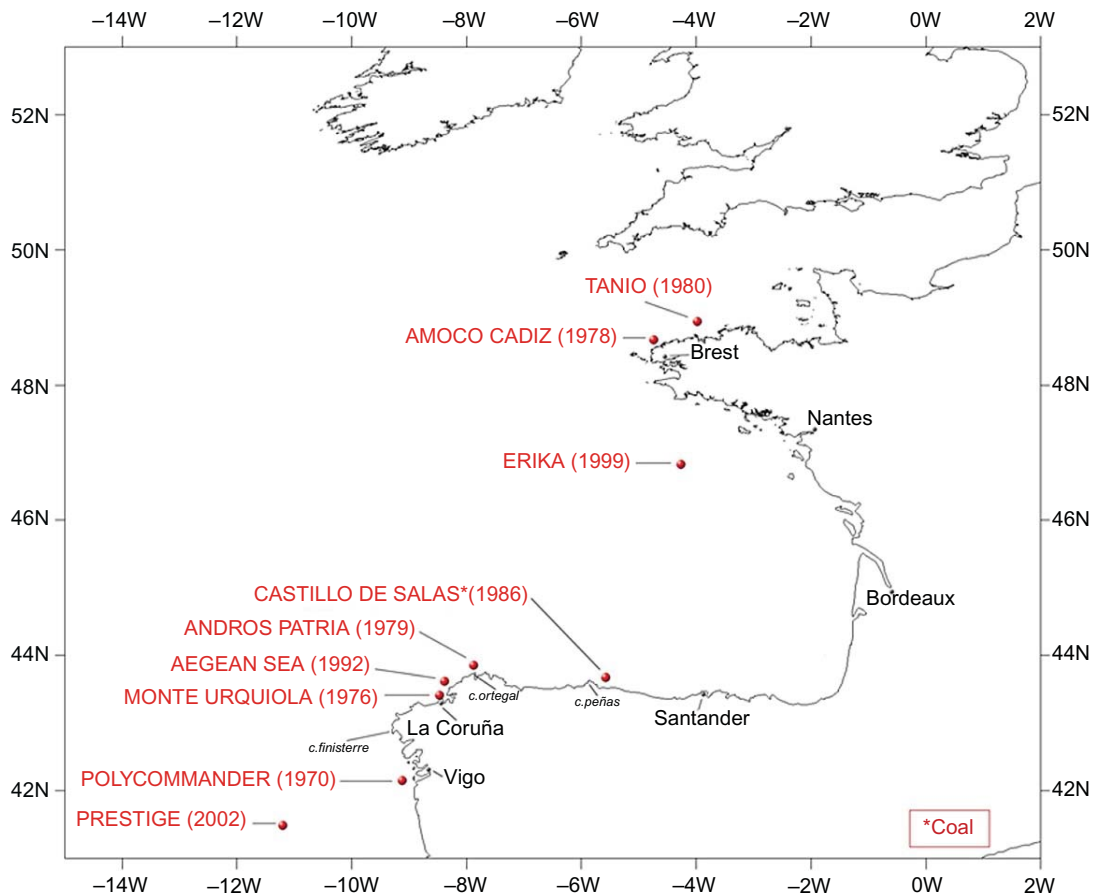 –14W –12W –10W –8W –6W –4W –2W 0W 2W
52N 52N
50N 50N
TANIO (1980)
AMOCO CADIZ (1978)
Brest
48N 48N
Nantes
ERIKA (1999)
46N 46N
CASTILLO DE SALAS*(1986)
Bordeaux
ANDROS PATRIA (1979)
44N 44N
AEGEAN SEA (1992)
MONTE URQUIOLA (1976)
c.ortegal
c.peñas
Santander
La Coruña
c.finisterre
POLYCOMMANDER (1970)
Vigo
42N 42N
PRESTIGE (2002)
*Coal
–14W –12W –10W –8W –6W –4W –2W 0W 2W